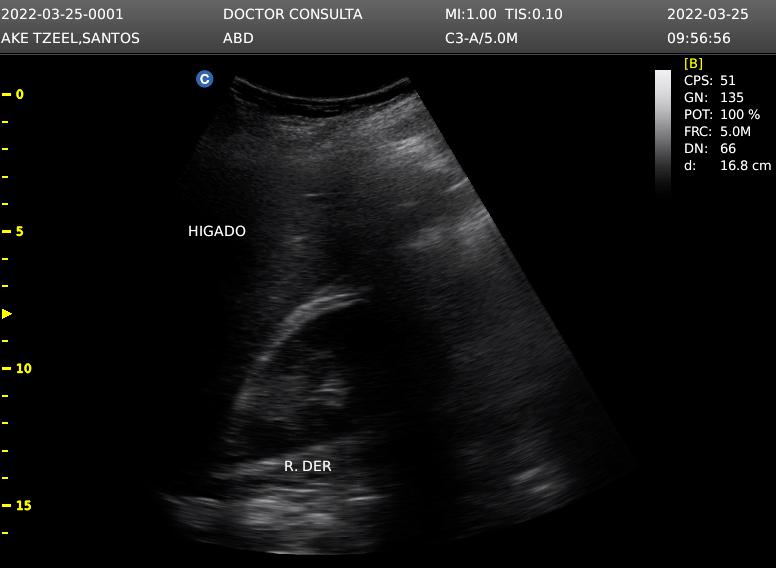 2022-03-25-0001 DOCTOR CONSULTA MI:1.00 TIS:0.10 2022-03-25
AKE TZEEL,SANTOS ABD C3-A/5.0M 09:56:56
C
[B]
CPS: 51
GN: 135
POT: 100 %
FRC: 5.0M
DN: 66
d: 16.8 cm
0
5
10
15
HIGADO
R. DER